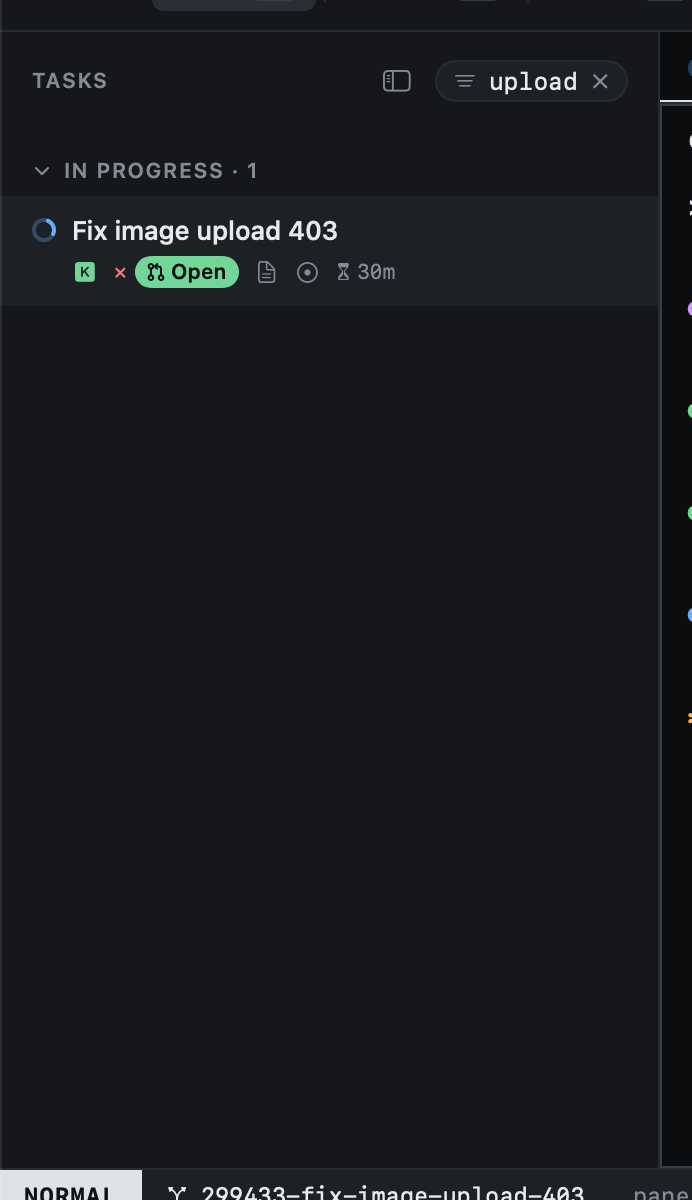 TASKS upload
IN PROGRESS · 1
Fix image upload 403
K × Open 30m
NORMAL 299433-fix-image-upload-403